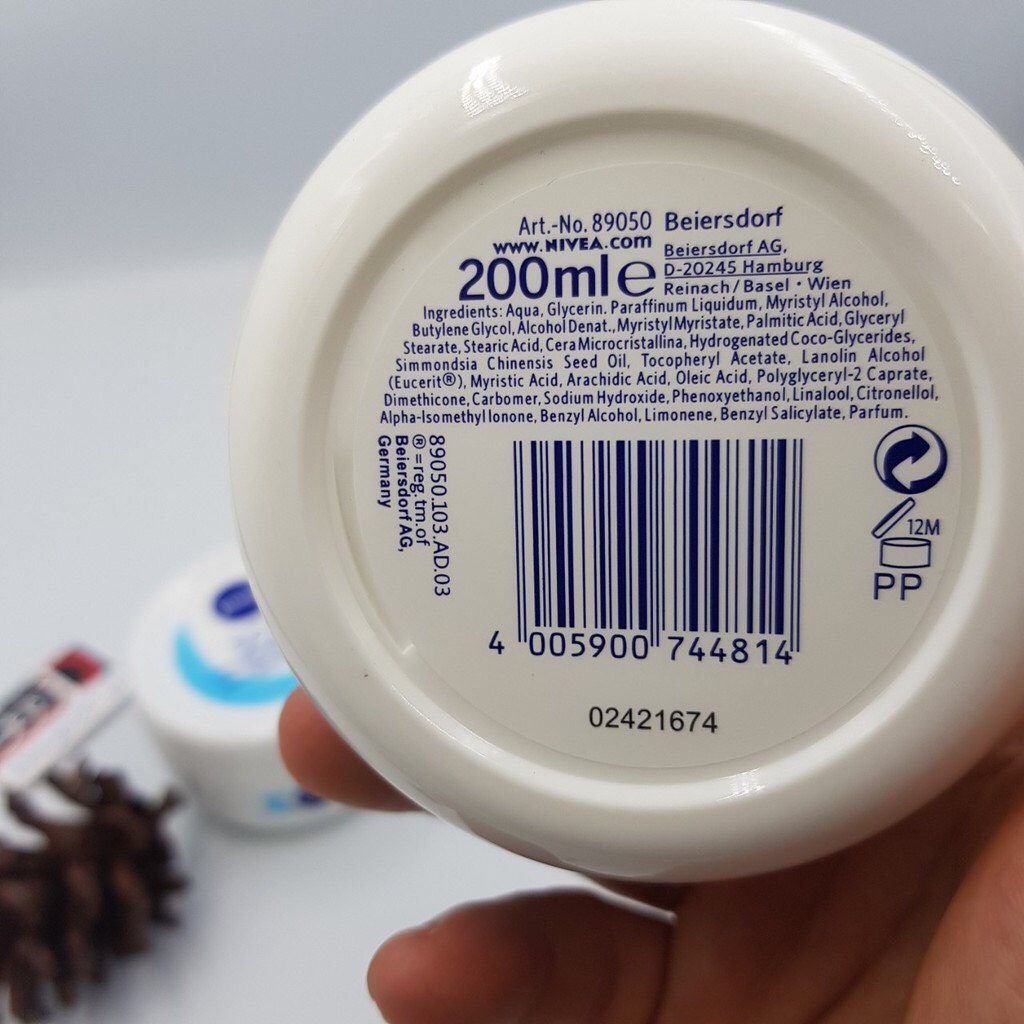 Art.-No. 89050
www.NIVEA.com
200ml e
Beiersdorf
Beiersdorf AG,
D-20245 Hamburg
Reinach/Basel · Wien
Ingredients: Aqua, Glycerin, Paraffinum Liquidum, Myristyl Alcohol,
Butylene Glycol, Alcohol Denat., Myristyl Myristate, Palmitic Acid, Glyceryl
Stearate, Stearic Acid, Cera Microcristallina, Hydrogenated Coco-Glycerides,
Simmondsia Chinensis Seed Oil, Tocopheryl Acetate, Lanolin Alcohol
(Eucerit®), Myristic Acid, Arachidic Acid, Oleic Acid, Polyglyceryl-2 Caprate,
Dimethicone, Carbomer, Sodium Hydroxide, Phenoxyethanol, Linalool, Citronellol,
Alpha-Isomethyl Ionone, Benzyl Alcohol, Limonene, Benzyl Salicylate, Parfum.
89050.103.AD.03
®=reg. tm. of
Beiersdorf AG,
Germany
12M
PP
4 005900 744814
02421674